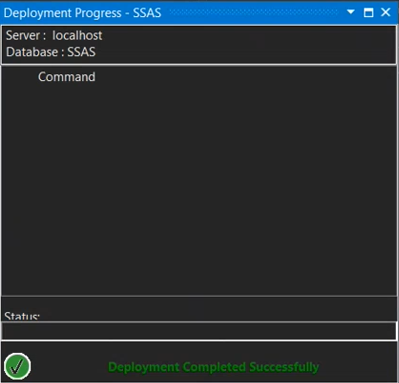 Deployment Progress - SSAS
Server : localhost
Database : SSAS
Command
Status:
Deployment Completed Successfully